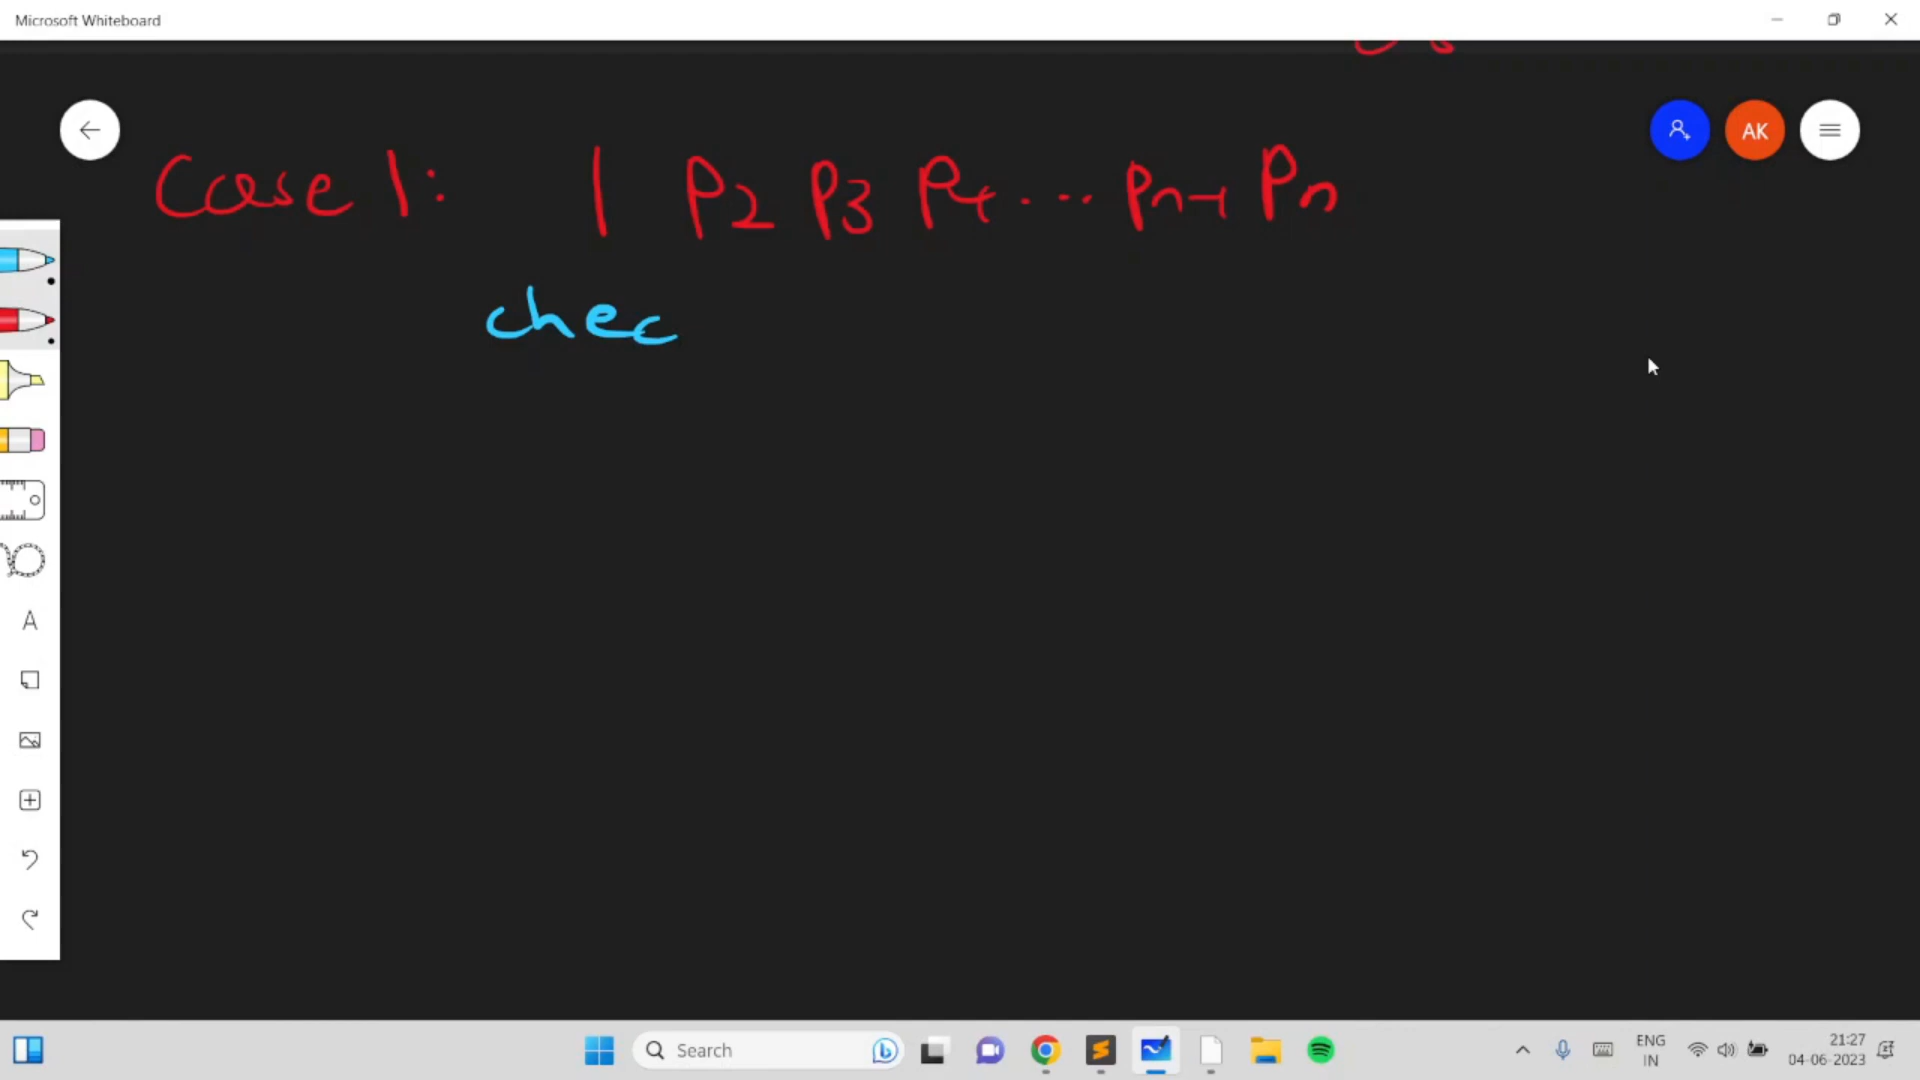 Microsoft Whiteboard
AK
Case 1: 1 P2 P3 P4 ... Pn-1 Pn
chec
A
Search
ENG
IN
21:27
04-06-2023